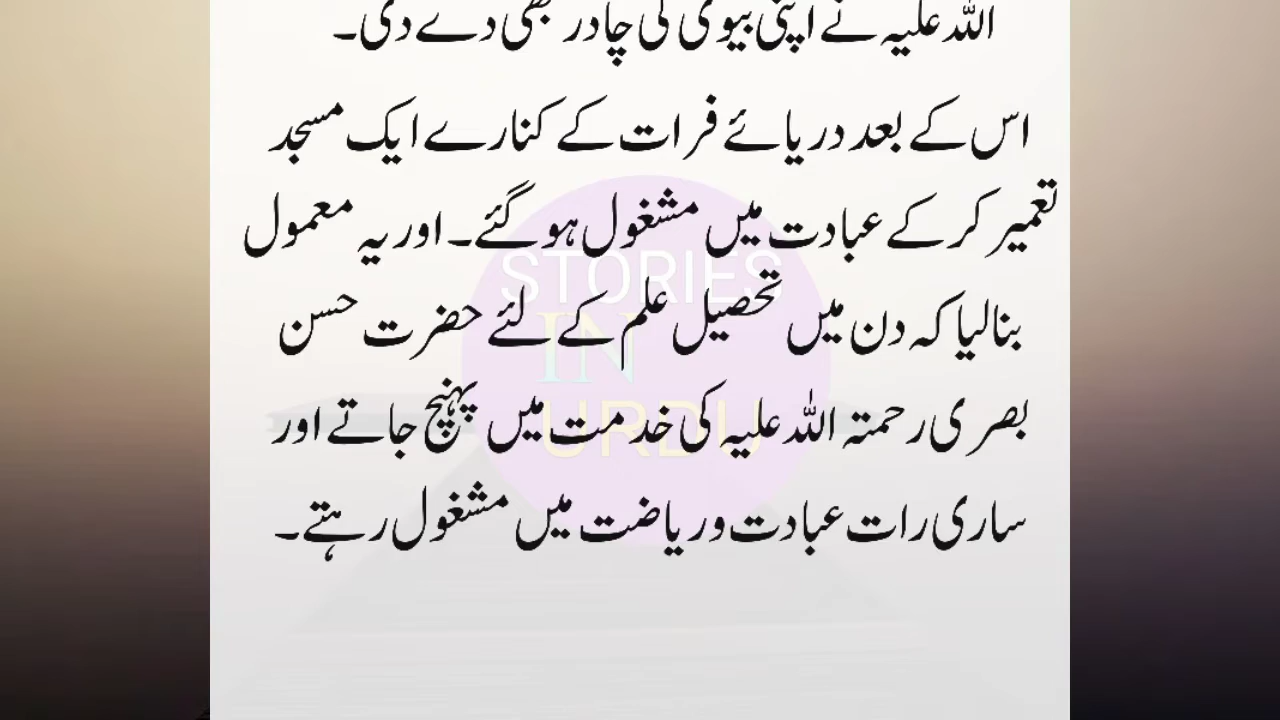 اللہ علیہ نے اپنی بیوی کی چادر بھی دے دی۔
اس کے بعد دریائے فرات کے کنارے ایک مسجد
تعمیر کر کے عبادت میں مشغول ہو گئے۔ اور یہ معمول
بنا لیا کہ دن میں تحصیل علم کے لئے حضرت حسن
بصری رحمتہ اللہ علیہ کی خدمت میں پہنچ جاتے اور
ساری رات عبادت و ریاضت میں مشغول رہتے۔
STORIES
IN
URDU